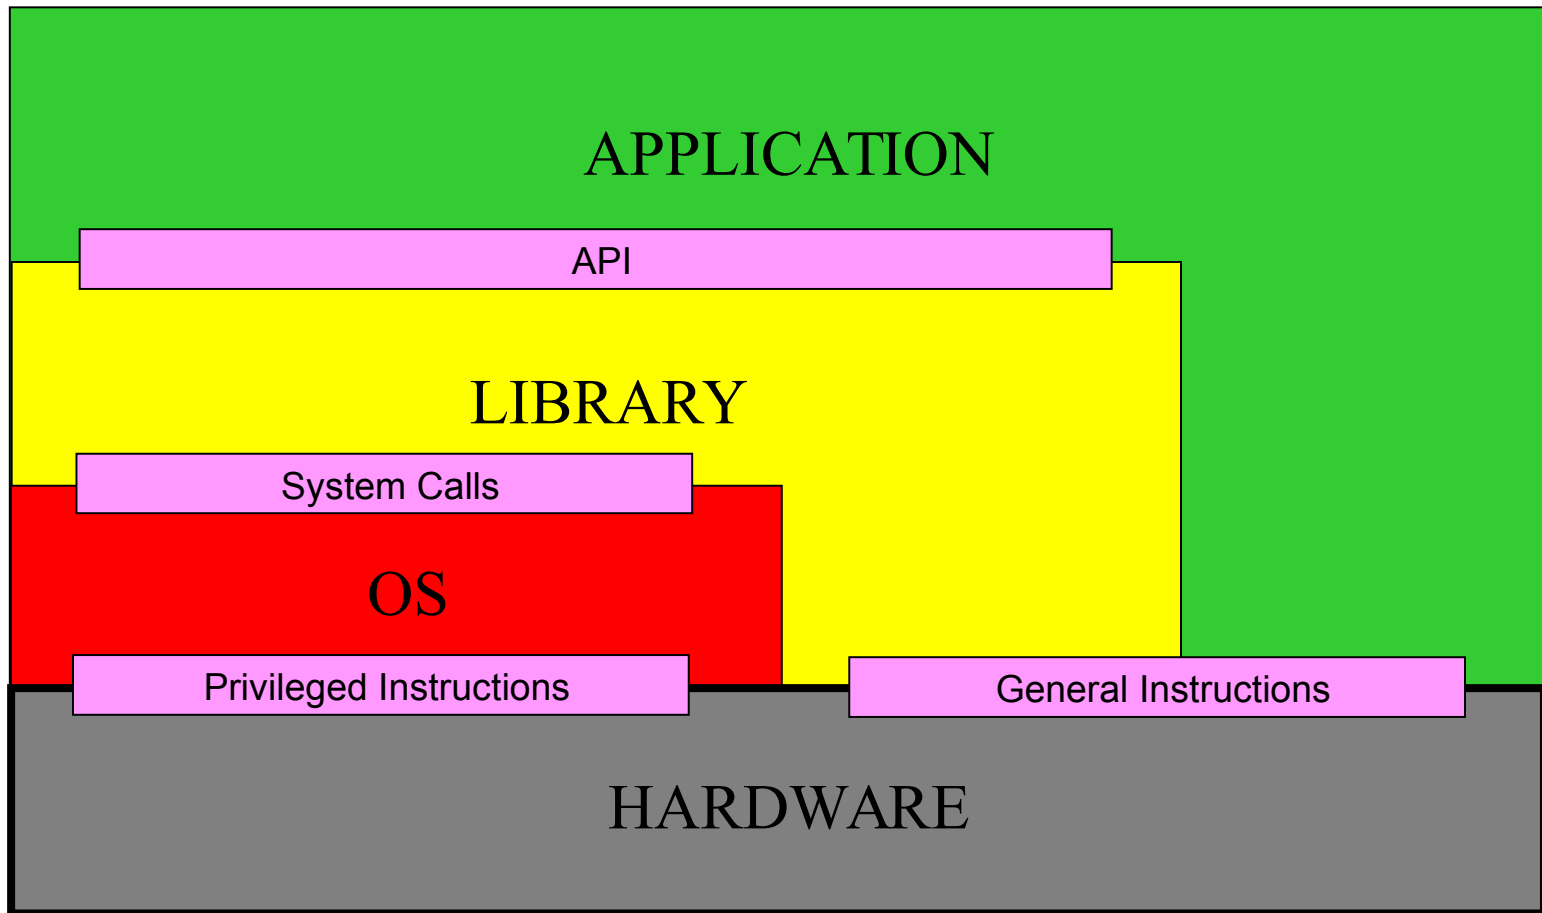 APPLICATION
API
LIBRARY
System Calls
OS
Privileged Instructions
General Instructions
HARDWARE